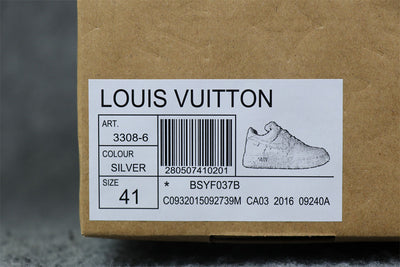 LOUIS VUITTON
ART.
3308-6
COLOUR
SILVER
280507410201
SIZE
41
* BSYF037B
C0932015092739M CA03 2016 09240A